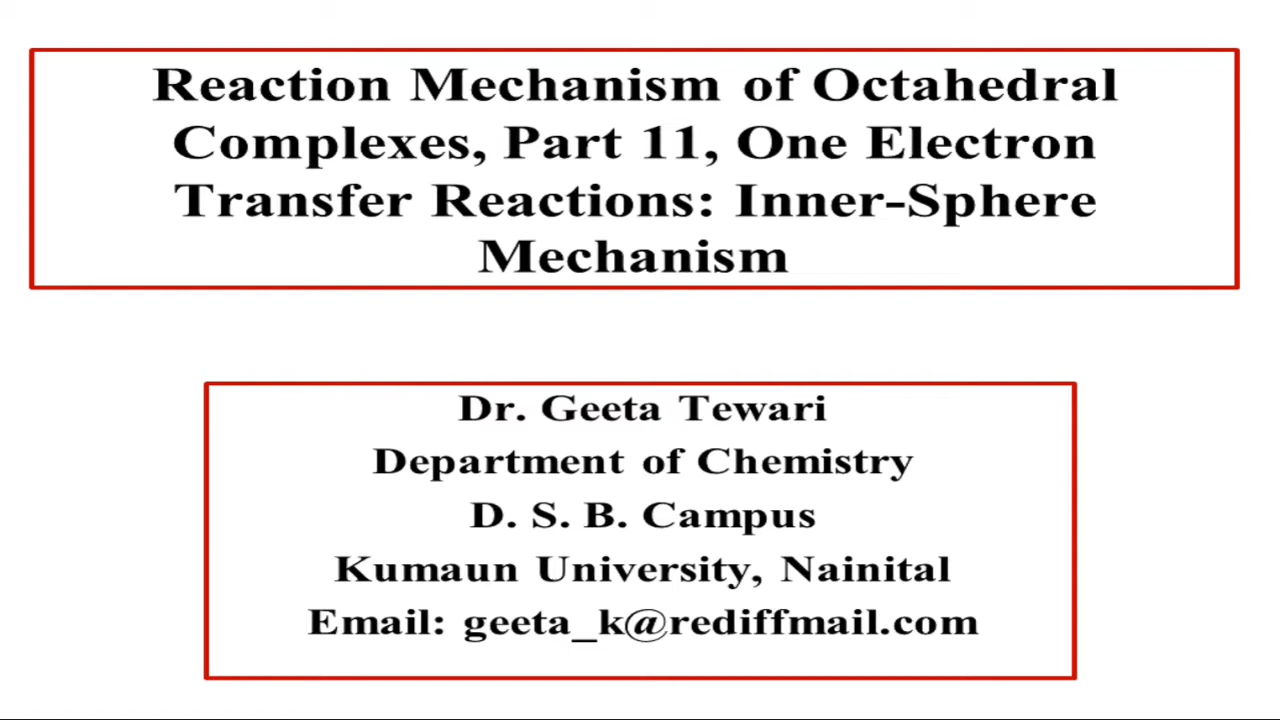 Reaction Mechanism of Octahedral
Complexes, Part 11, One Electron
Transfer Reactions: Inner-Sphere
Mechanism
Dr. Geeta Tewari
Department of Chemistry
D. S. B. Campus
Kumaun University, Nainital
Email: geeta_k@rediffmail.com